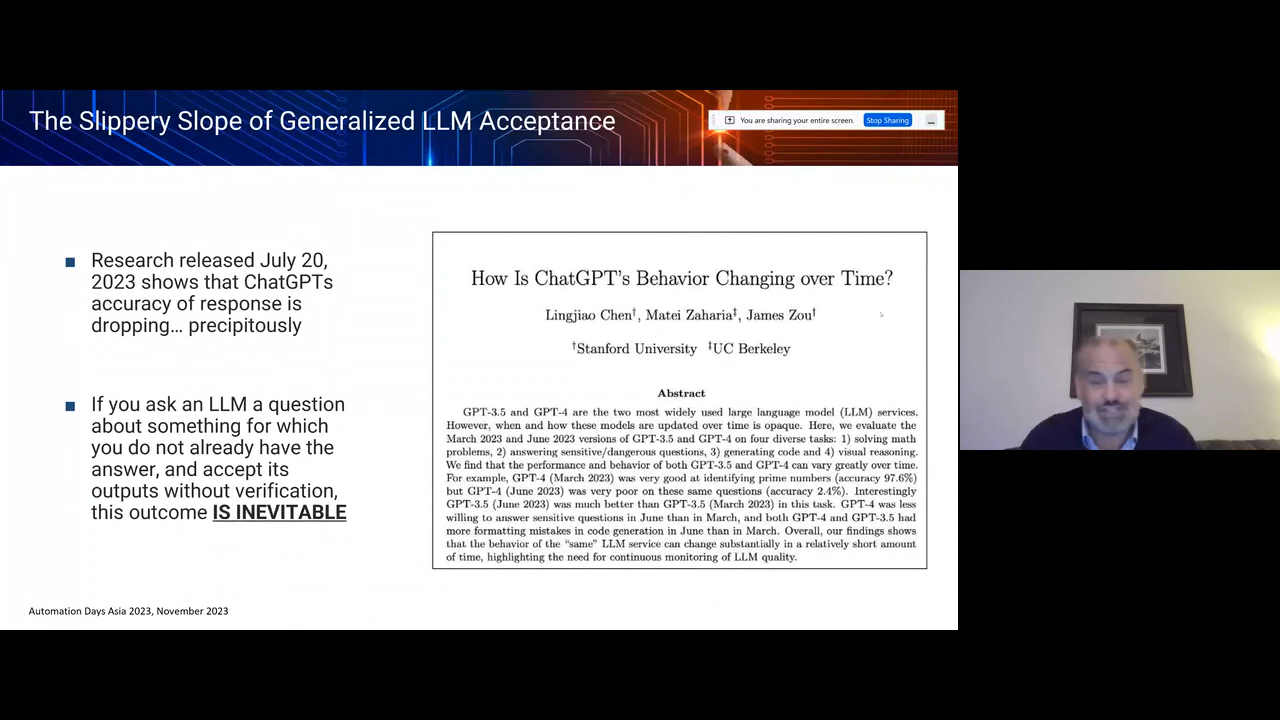 The Slippery Slope of Generalized LLM Acceptance
You are sharing your entire screen.
Stop Sharing
Research released July 20,
2023 shows that ChatGPTs
accuracy of response is
dropping... precipitously
If you ask an LLM a question
about something for which
you do not already have the
answer, and accept its
outputs without verification,
this outcome IS INEVITABLE
How Is ChatGPT's Behavior Changing over Time?
Lingjiao Chen†, Matei Zaharia‡, James Zou†
†Stanford University ‡UC Berkeley
Abstract
GPT-3.5 and GPT-4 are the two most widely used large language model (LLM) services.
However, when and how these models are updated over time is opaque. Here, we evaluate the
March 2023 and June 2023 versions of GPT-3.5 and GPT-4 on four diverse tasks: 1) solving math
problems, 2) answering sensitive/dangerous questions, 3) generating code and 4) visual reasoning.
We find that the performance and behavior of both GPT-3.5 and GPT-4 can vary greatly over time.
For example, GPT-4 (March 2023) was very good at identifying prime numbers (accuracy 97.6%)
but GPT-4 (June 2023) was very poor on these same questions (accuracy 2.4%). Interestingly
GPT-3.5 (June 2023) was much better than GPT-3.5 (March 2023) in this task. GPT-4 was less
willing to answer sensitive questions in June than in March, and both GPT-4 and GPT-3.5 had
more formatting mistakes in code generation in June than in March. Overall, our findings shows
that the behavior of the "same" LLM service can change substantially in a relatively short amount
of time, highlighting the need for continuous monitoring of LLM quality.
Automation Days Asia 2023, November 2023